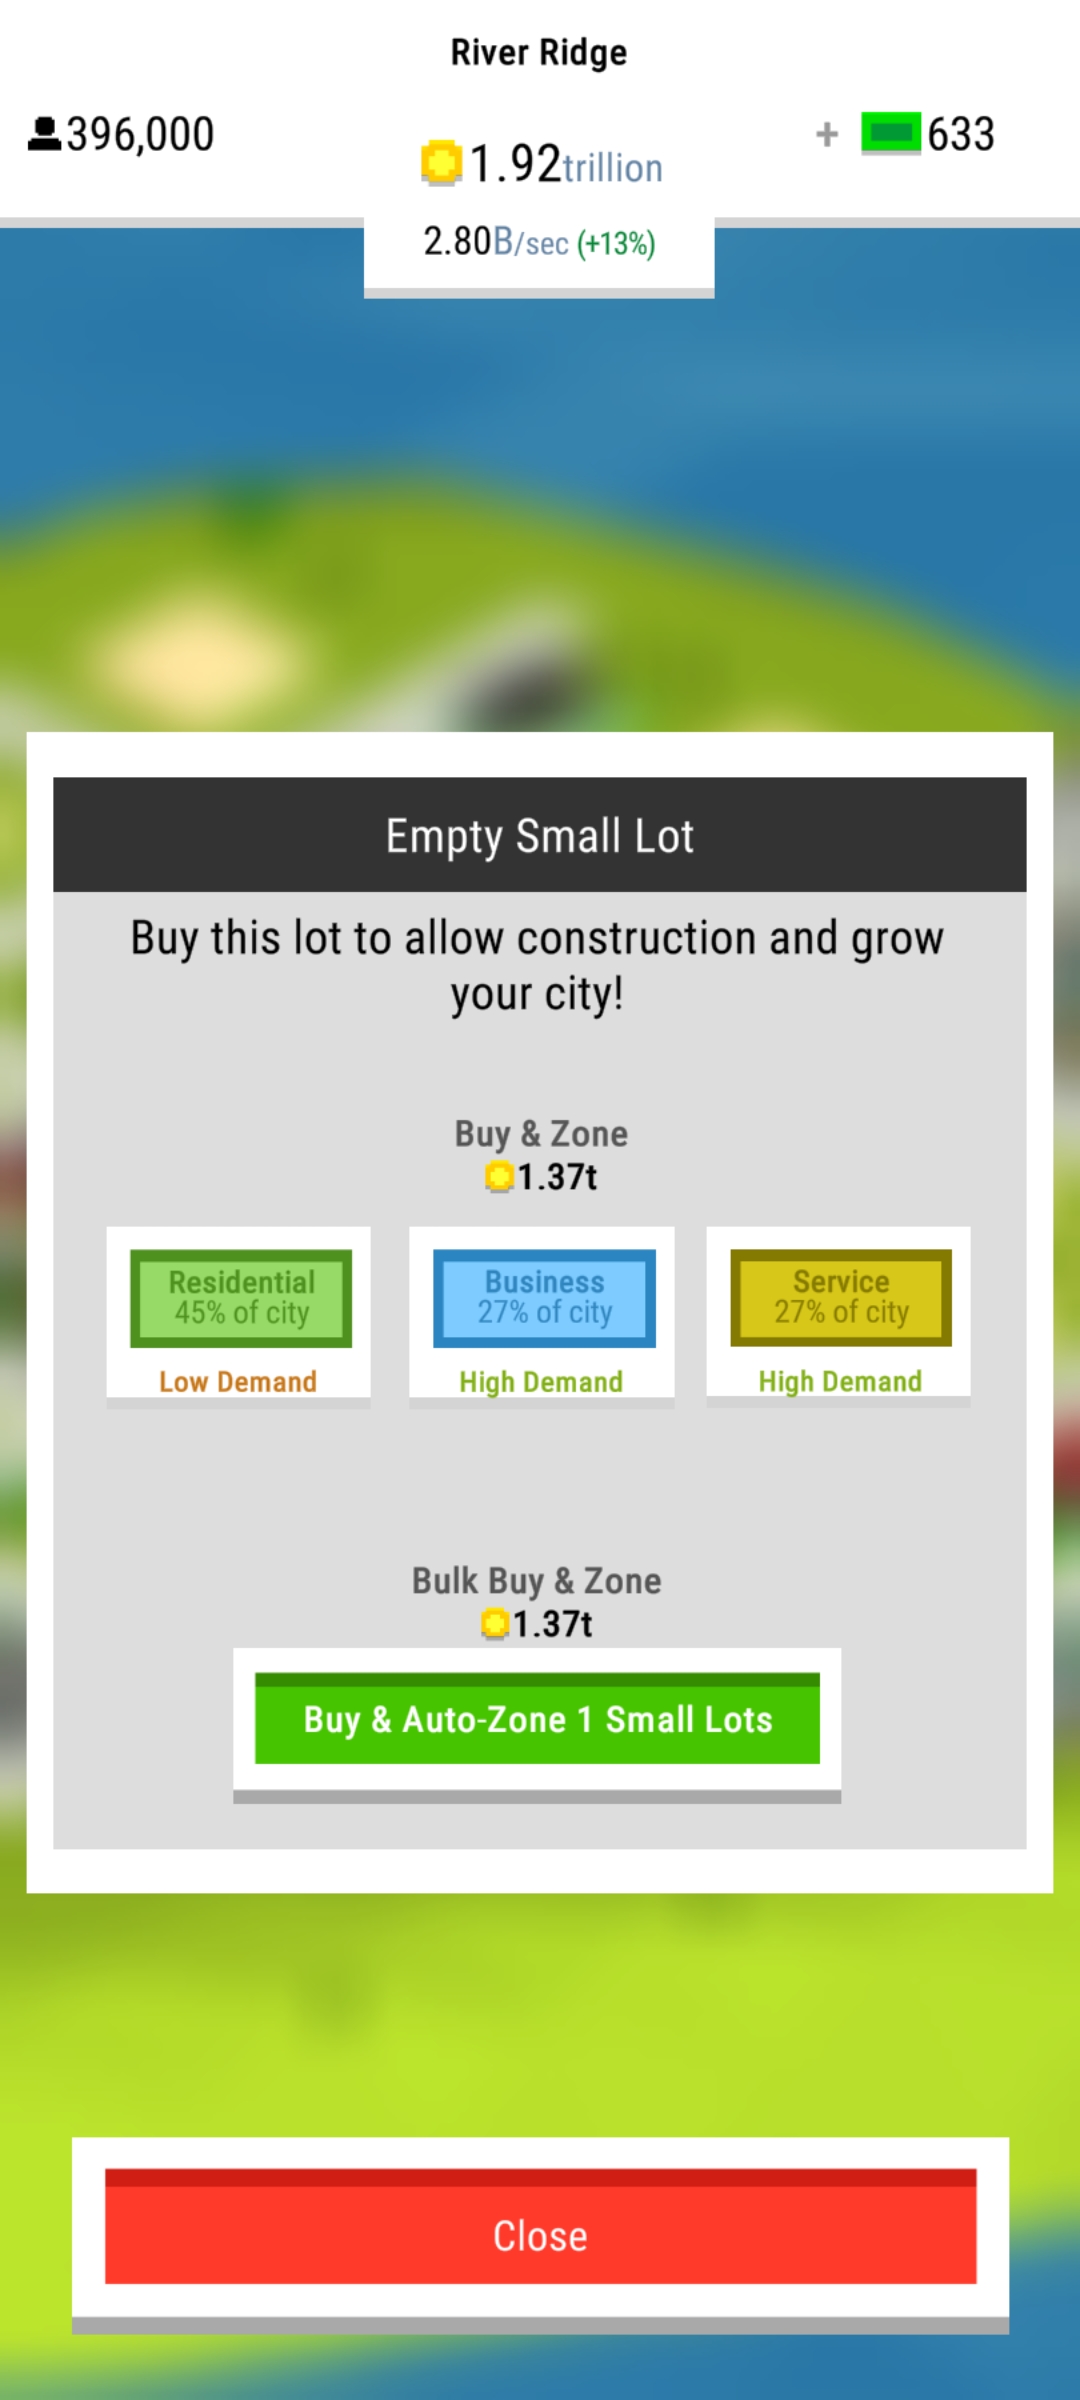 River Ridge
396,000
1.92trillion
+ 633
2.80B/sec (+13%)
Empty Small Lot
Buy this lot to allow construction and grow
your city!
Buy & Zone
1.37t
Residential
45% of city
Low Demand
Business
27% of city
High Demand
Service
27% of city
High Demand
Bulk Buy & Zone
1.37t
Buy & Auto-Zone 1 Small Lots
Close